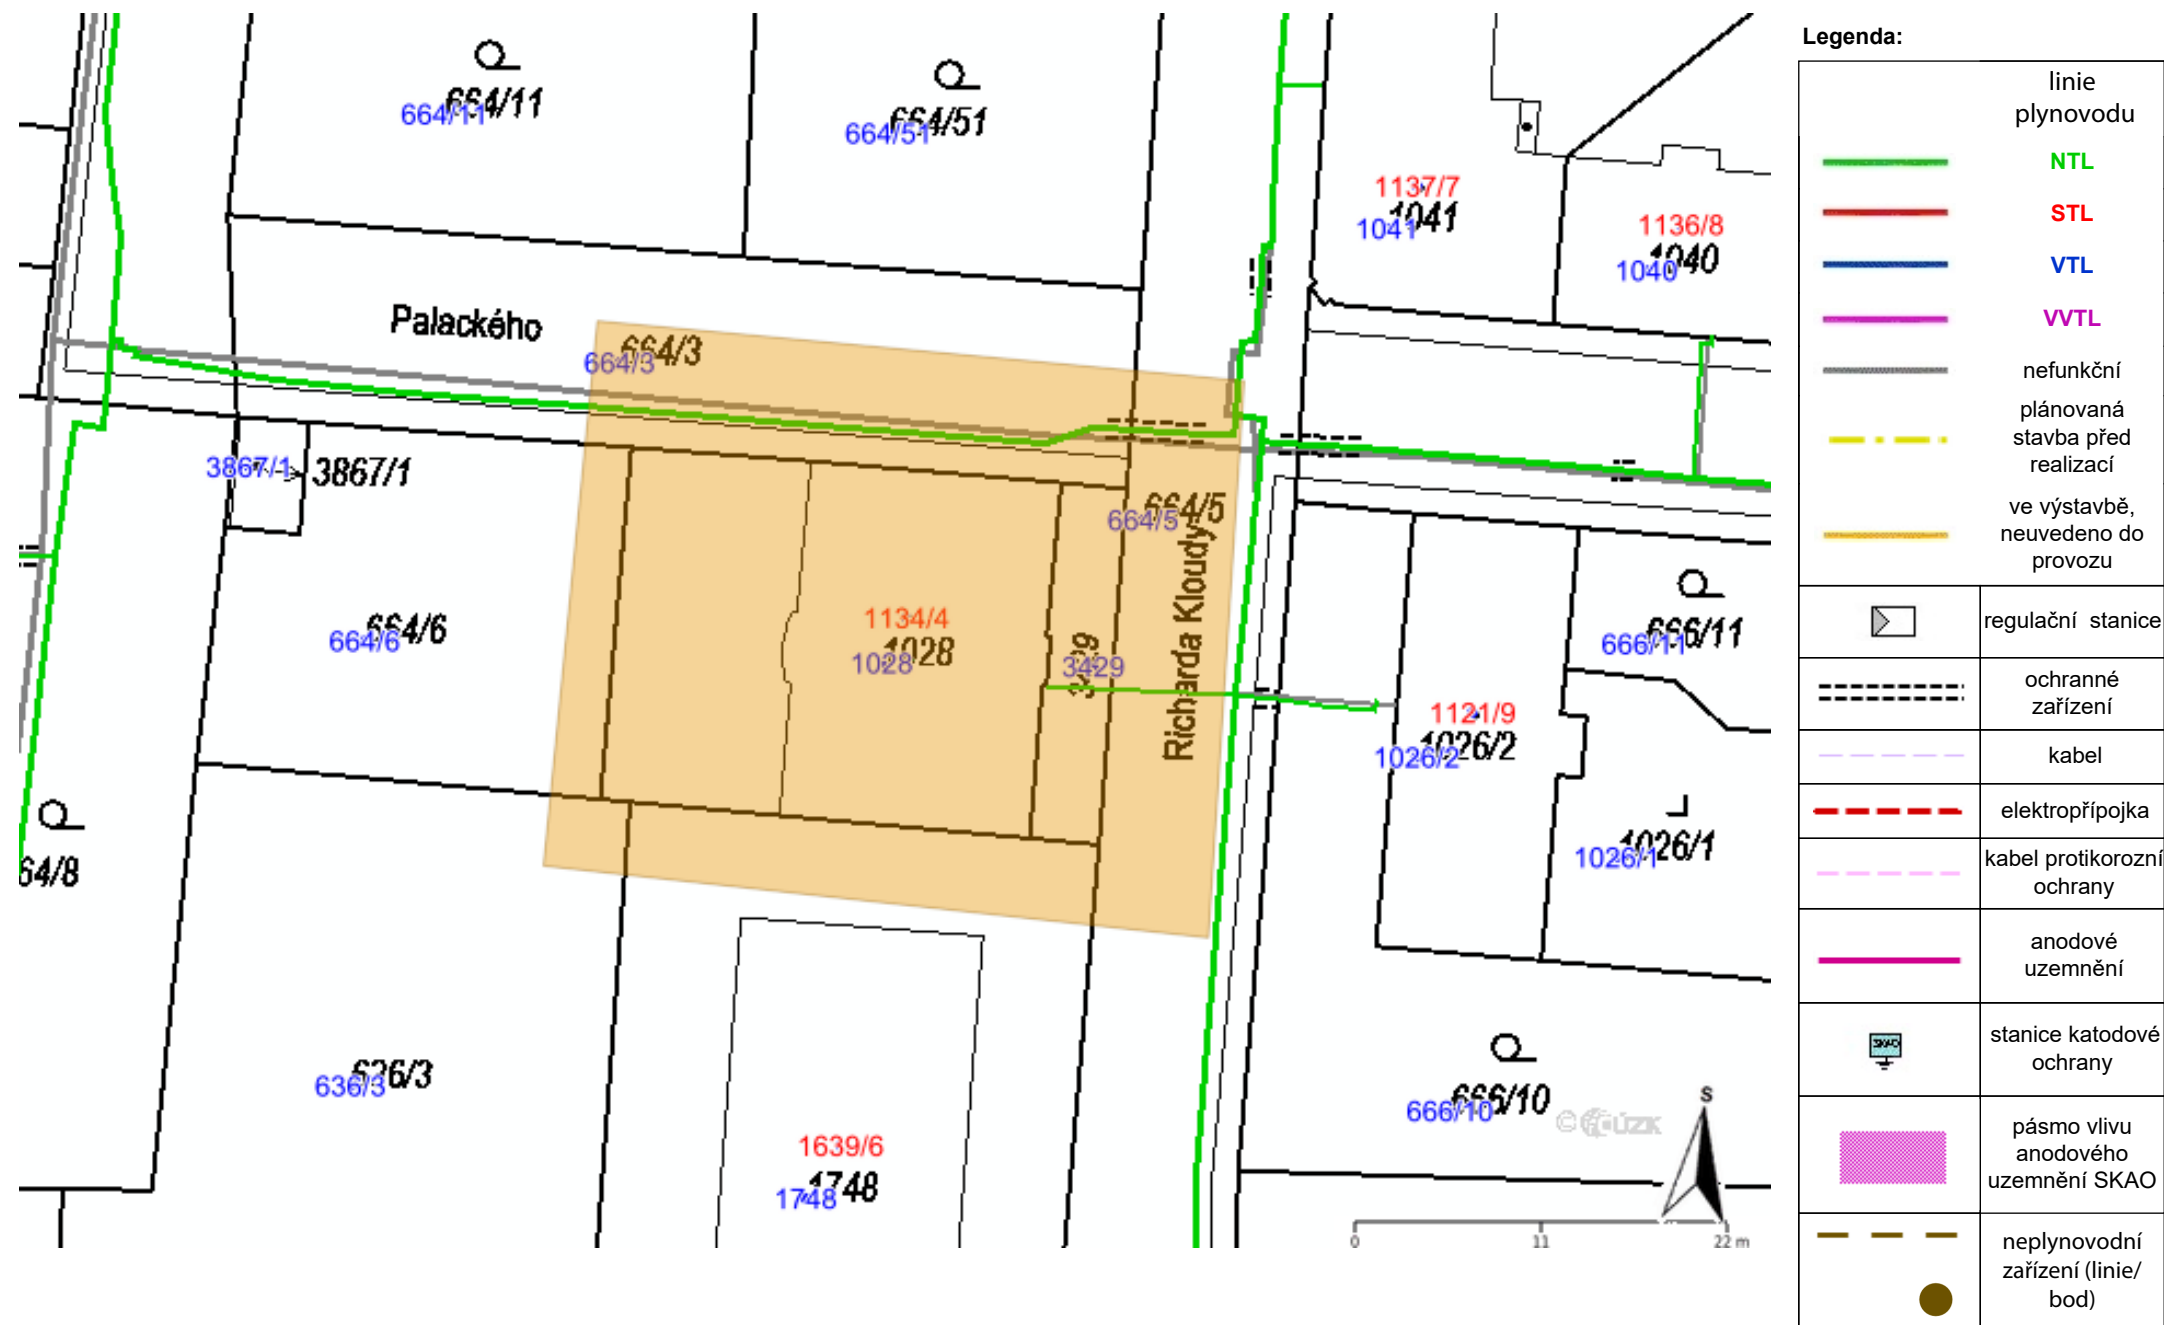 664/11
664/11
664/51
664/51
1137/7
1041
1041
1136/8
1040
1040
Palackého
664/3
664/3
3867/1
3867/1
664/5
664/5
Richarda Kloudy
664/6
664/6
1134/4
1028
1028
3429
3429
666/11
666/11
1121/9
1026/2
1026/2
1026/1
1026/1
64/8
636/3
636/3
1639/6
1748
1748
666/10
666/10
© ČÚZK
S
0
11
22 m
Legenda:
linie
plynovodu
NTL
STL
VTL
VVTL
nefunkční
plánovaná
stavba před
realizací
ve výstavbě,
neuvedeno do
provozu
regulační stanice
ochranné
zařízení
kabel
elektropřípojka
kabel protikorozní
ochrany
anodové
uzemnění
SKAO
stanice katodové
ochrany
pásmo vlivu
anodového
uzemnění SKAO
neplynovodní
zařízení (linie/
bod)